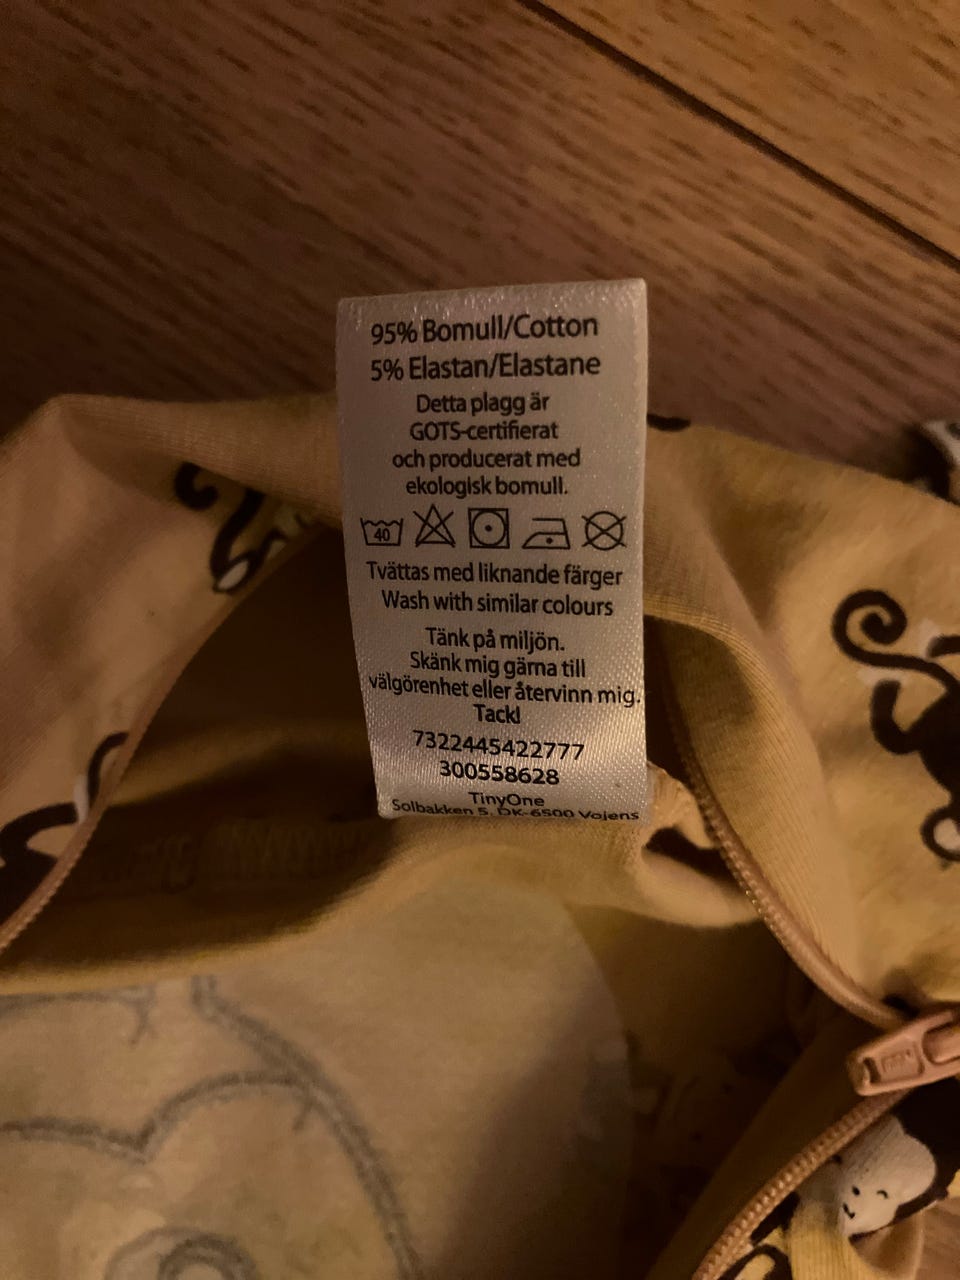 95% Bomull/Cotton
5% Elastan/Elastane
Detta plagg är
GOTS-certifierat
och producerat med
ekologisk bomull.
40
Tvättas med liknande färger
Wash with similar colours
Tänk på miljön.
Skänk mig gärna till
välgörenhet eller återvinn mig.
Tack!
7322445422777
300558628
TinyOne
Solbakken 5, DK-6500 Vojens